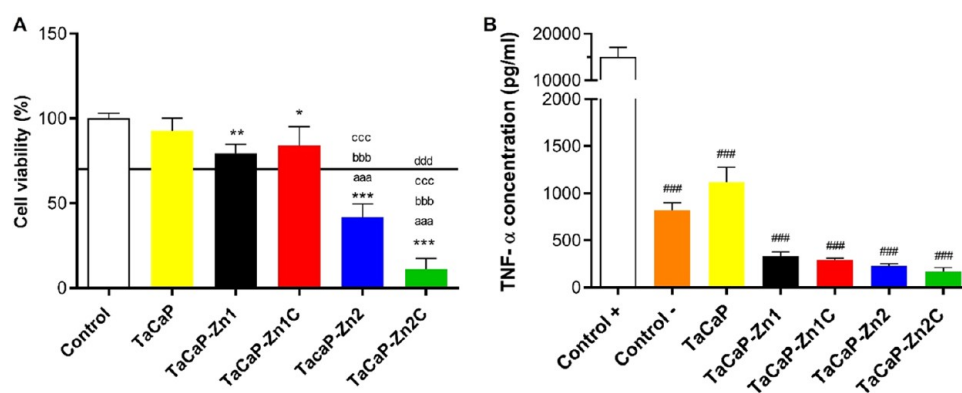 A
Cell viability (%)
150
100
50
0
**
*
ccc
bbb
aaa
***
ddd
ccc
bbb
aaa
***
Control
TaCaP
TaCaP-Zn1
TaCaP-Zn1C
TacaP-Zn2
TaCaP-Zn2C
B
TNF- α concentration (pg/ml)
20000
10000
2000
1500
1000
500
0
###
###
###
###
###
###
Control +
Control -
TaCaP
TaCaP-Zn1
TaCaP-Zn1C
TaCaP-Zn2
TaCaP-Zn2C